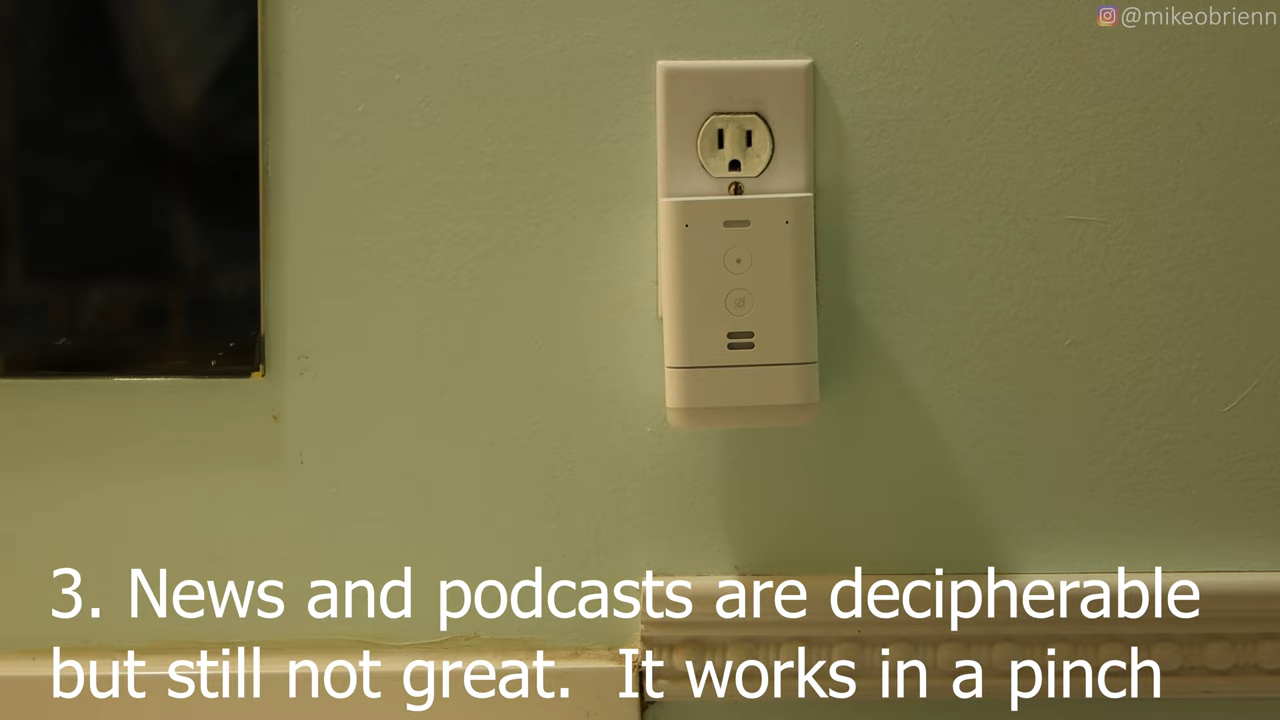 @mikeobrienn
3. News and podcasts are decipherable
but still not great.  It works in a pinch